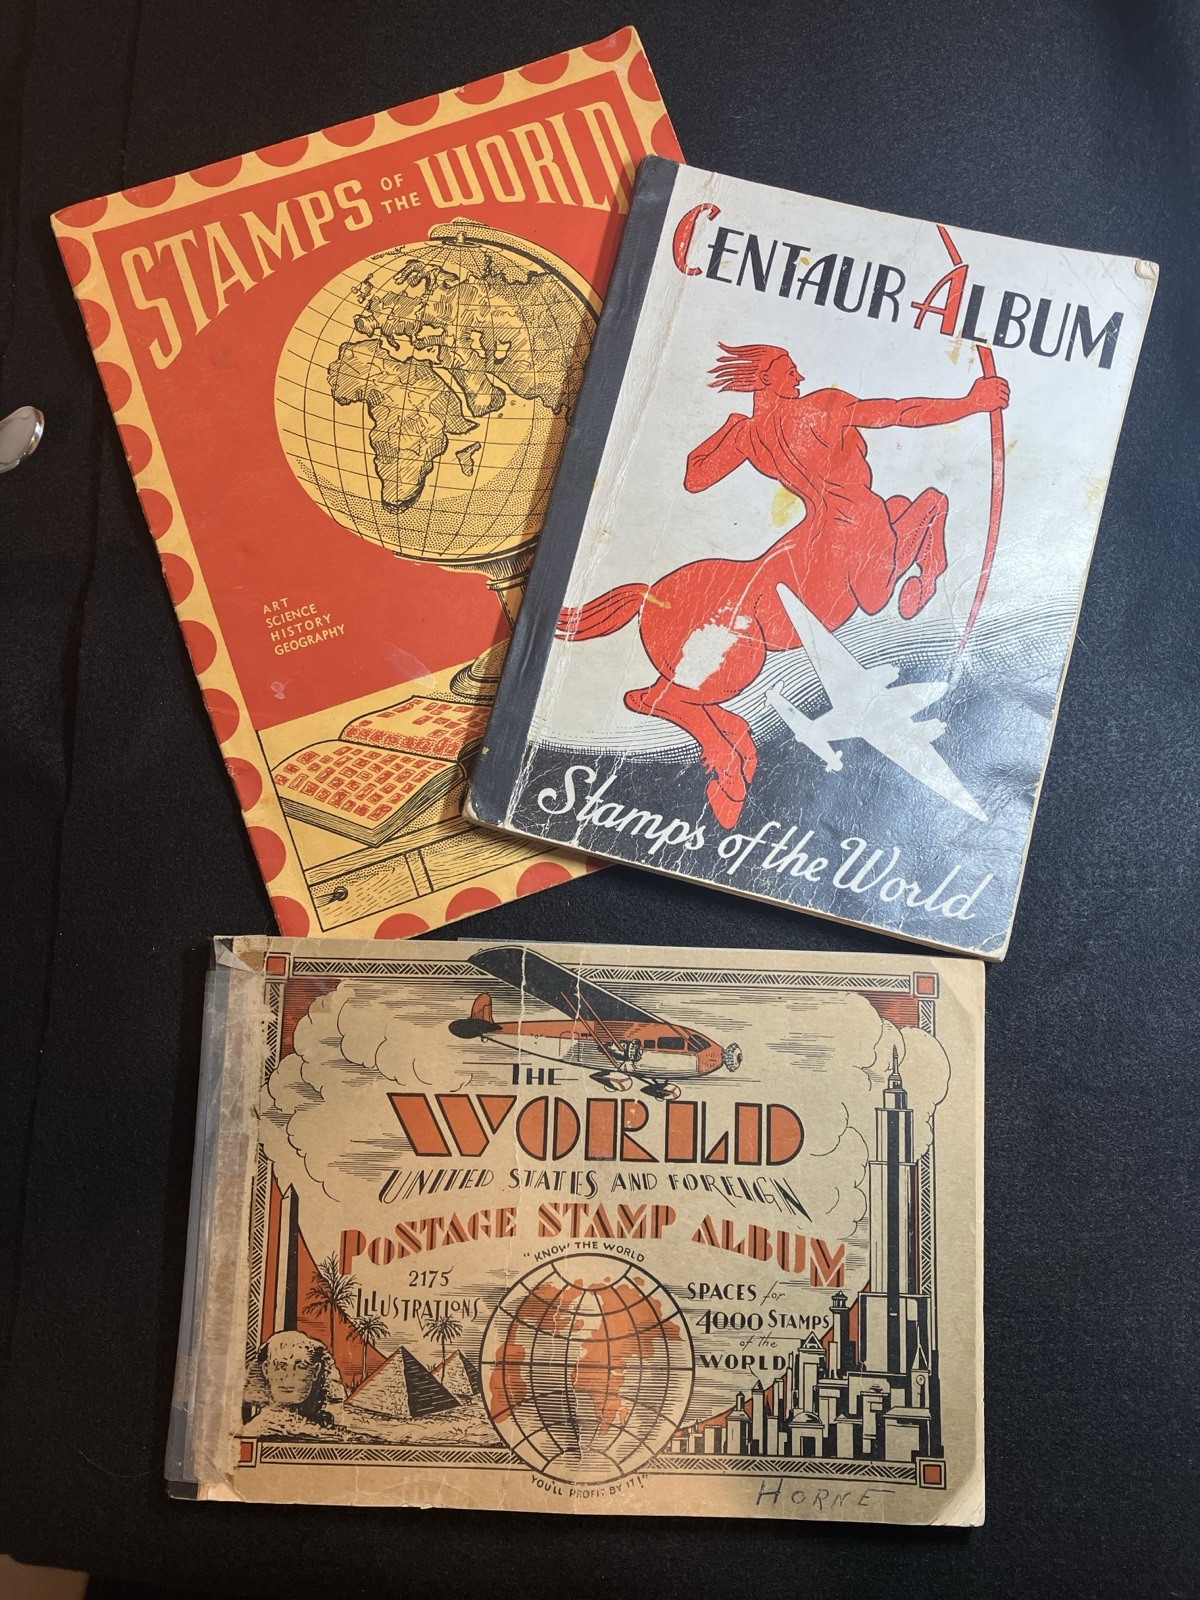 STAMPS OF THE WORLD
ART
SCIENCE
HISTORY
GEOGRAPHY
CENTAUR ALBUM
Stamps of the World
THE
WORLD
UNITED STATES AND FOREIGN
POSTAGE STAMP ALBUM
2175
ILLUSTRATIONS
"KNOW THE WORLD
YOU'LL PROFIT BY IT!"
SPACES for
4000 STAMPS
of the
WORLD
HORNE